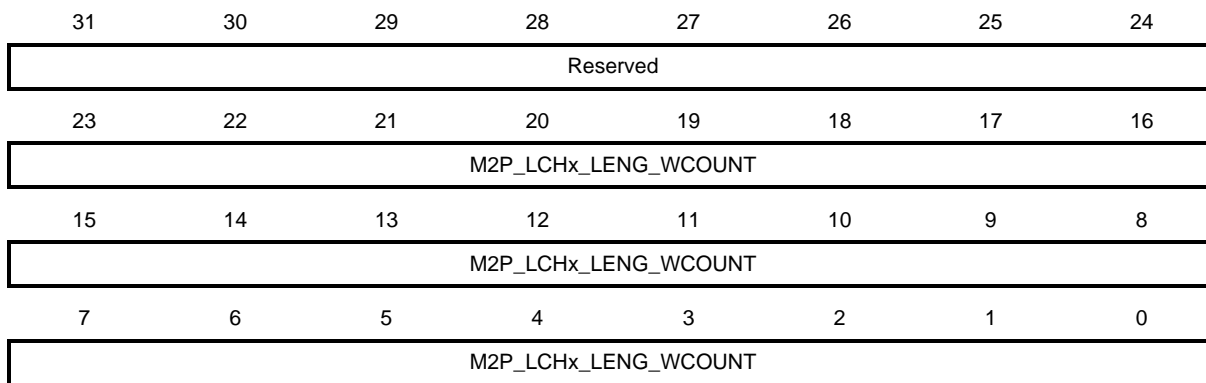 31 30 29 28 27 26 25 24
Reserved
23 22 21 20 19 18 17 16
M2P_LCHx_LENG_WCOUNT
15 14 13 12 11 10 9 8
M2P_LCHx_LENG_WCOUNT
7 6 5 4 3 2 1 0
M2P_LCHx_LENG_WCOUNT